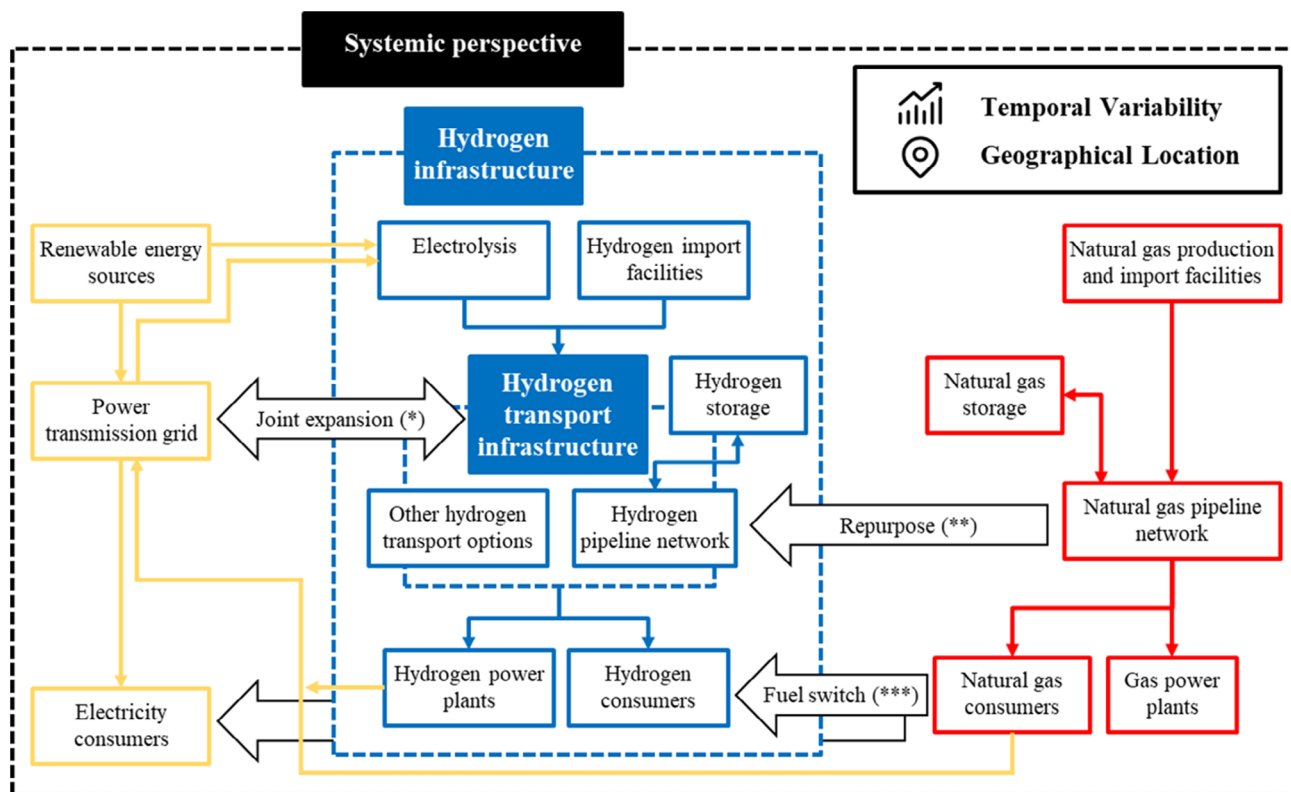 Systemic perspective
Temporal Variability
Geographical Location
Hydrogen
infrastructure
Renewable energy
sources
Electrolysis
Hydrogen import
facilities
Natural gas production
and import facilities
Power
transmission grid
Joint expansion (*)
Hydrogen
transport
infrastructure
Hydrogen
storage
Natural gas
storage
Other hydrogen
transport options
Hydrogen
pipeline network
Repurpose (**)
Natural gas pipeline
network
Electricity
consumers
Hydrogen power
plants
Hydrogen
consumers
Fuel switch (***)
Natural gas
consumers
Gas power
plants